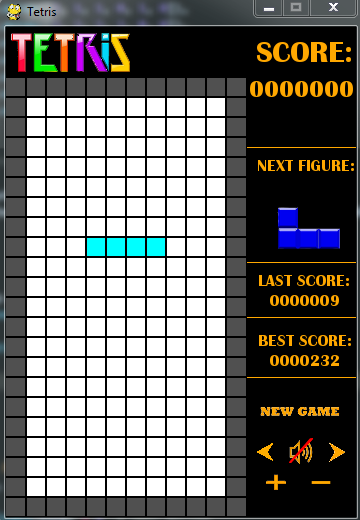 Tetris
TETRIS
SCORE:
0000000
NEXT FIGURE:
LAST SCORE:
0000009
BEST SCORE:
0000232
NEW GAME
+ −